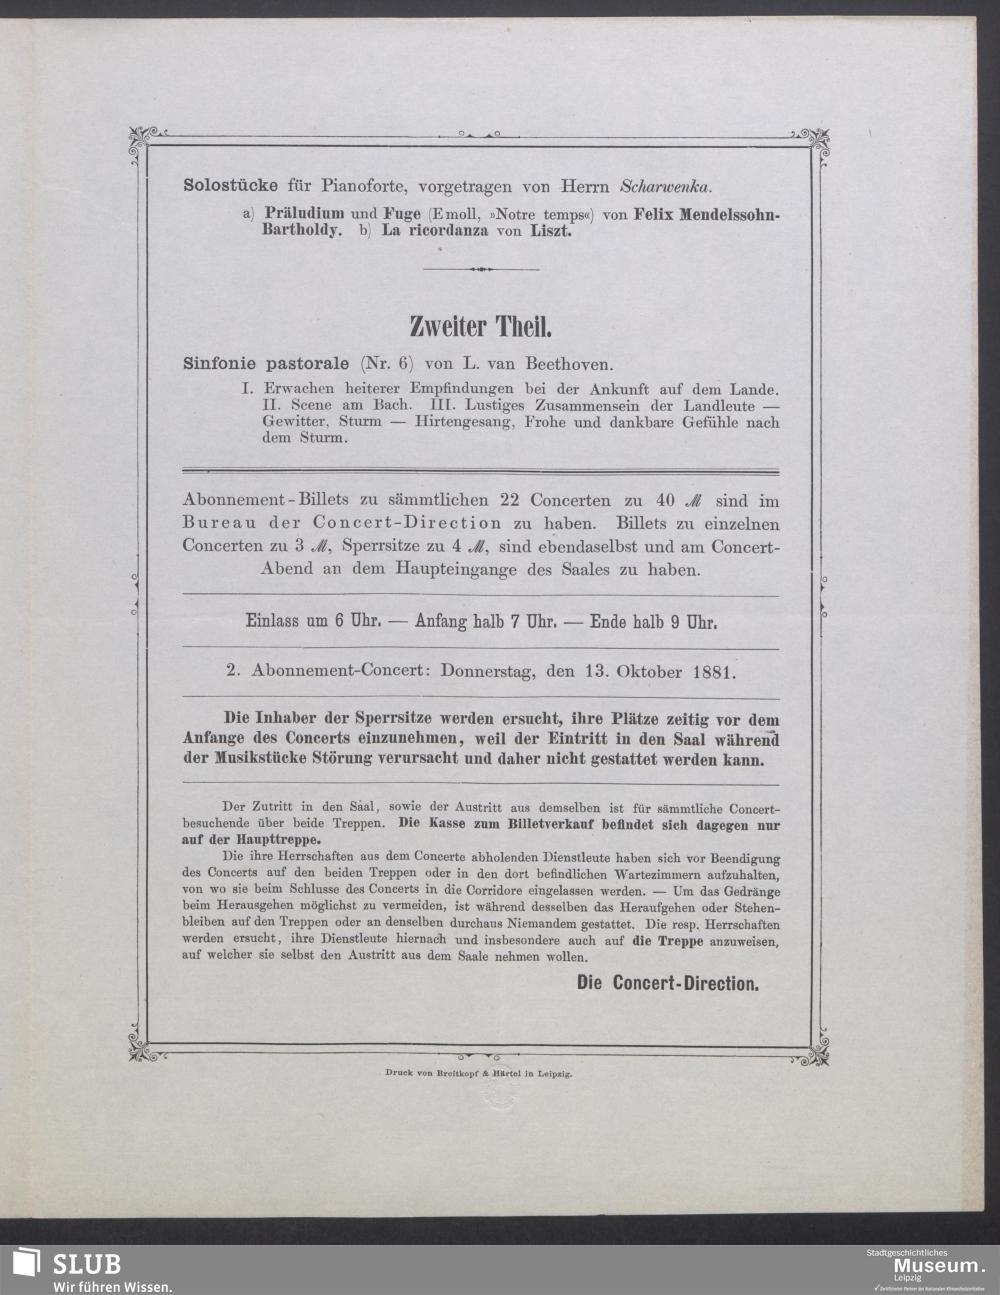 Solostücke für Pianoforte, vorgetragen von Herrn Scharwenka.
a) Präludium und Fuge (Emoll, »Notre temps«) von Felix Mendelssohn-
Bartholdy. b) La ricordanza von Liszt.
Zweiter Theil.
Sinfonie pastorale (Nr. 6) von L. van Beethoven.
I. Erwachen heiterer Empfindungen bei der Ankunft auf dem Lande.
II. Scene am Bach. III. Lustiges Zusammensein der Landleute —
Gewitter, Sturm — Hirtengesang, Frohe und dankbare Gefühle nach
dem Sturm.
Abonnement-Billets zu sämmtlichen 22 Concerten zu 40 ℳ sind im
Bureau der Concert-Direction zu haben. Billets zu einzelnen
Concerten zu 3 ℳ, Sperrsitze zu 4 ℳ, sind ebendaselbst und am Concert-
Abend an dem Haupteingange des Saales zu haben.
Einlass um 6 Uhr. — Anfang halb 7 Uhr. — Ende halb 9 Uhr.
2. Abonnement-Concert: Donnerstag, den 13. Oktober 1881.
Die Inhaber der Sperrsitze werden ersucht, ihre Plätze zeitig vor dem
Anfange des Concerts einzunehmen, weil der Eintritt in den Saal während
der Musikstücke Störung verursacht und daher nicht gestattet werden kann.
Der Zutritt in den Saal, sowie der Austritt aus demselben ist für sämmtliche Concert-
besuchende über beide Treppen. Die Kasse zum Billetverkauf befindet sich dagegen nur
auf der Haupttreppe.
Die ihre Herrschaften aus dem Concerte abholenden Dienstleute haben sich vor Beendigung
des Concerts auf den beiden Treppen oder in den dort befindlichen Wartezimmern aufzuhalten,
von wo sie beim Schlusse des Concerts in die Corridore eingelassen werden. — Um das Gedränge
beim Herausgehen möglichst zu vermeiden, ist während desselben das Heraufgehen oder Stehen-
bleiben auf den Treppen oder an denselben durchaus Niemandem gestattet. Die resp. Herrschaften
werden ersucht, ihre Dienstleute hiernach und insbesondere auch auf die Treppe anzuweisen,
auf welcher sie selbst den Austritt aus dem Saale nehmen wollen.
Die Concert-Direction.
Druck von Breitkopf & Härtel in Leipzig.
SLUB
Wir führen Wissen.
Stadtgeschichtliches
Museum.
Leipzig
Zertifizierter Partner der Nationalen Klimaschutzinitiative